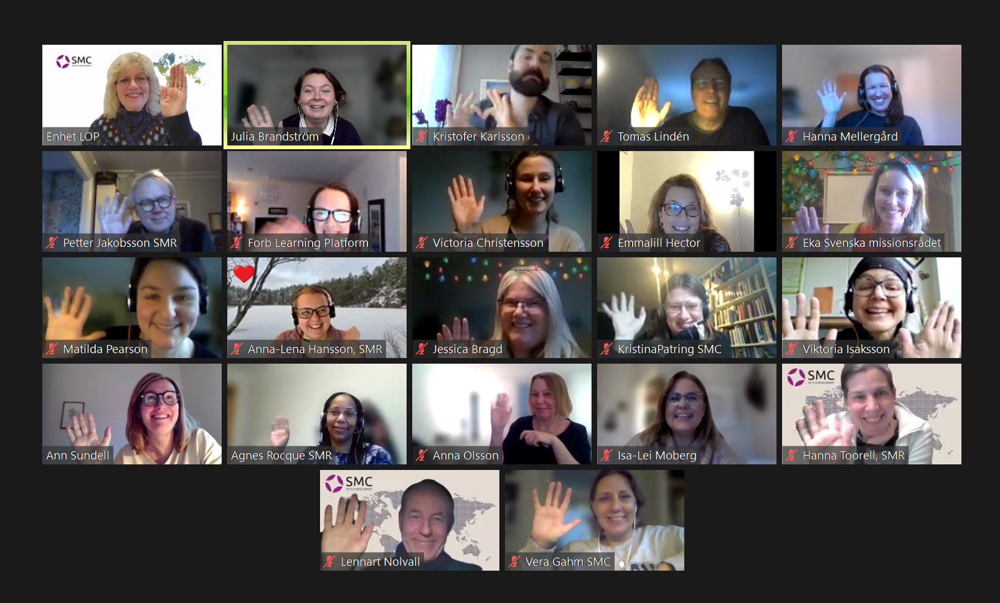 SMC
Enhet LOP
Julia Brandström
Kristofer Karlsson
Tomas Lindén
Hanna Mellergård
Petter Jakobsson SMR
Forb Learning Platform
Victoria Christensson
Emmalill Hector
Eka Svenska missionsrådet
Matilda Pearson
Anna-Lena Hansson, SMR
Jessica Bragd
KristinaPatring SMC
Viktoria Isaksson
SMC
Ann Sundell
Agnes Rocque SMR
Anna Olsson
Isa-Lei Moberg
Hanna Toorell, SMR
SMC
Lennart Nolvall
Vera Gahm SMC